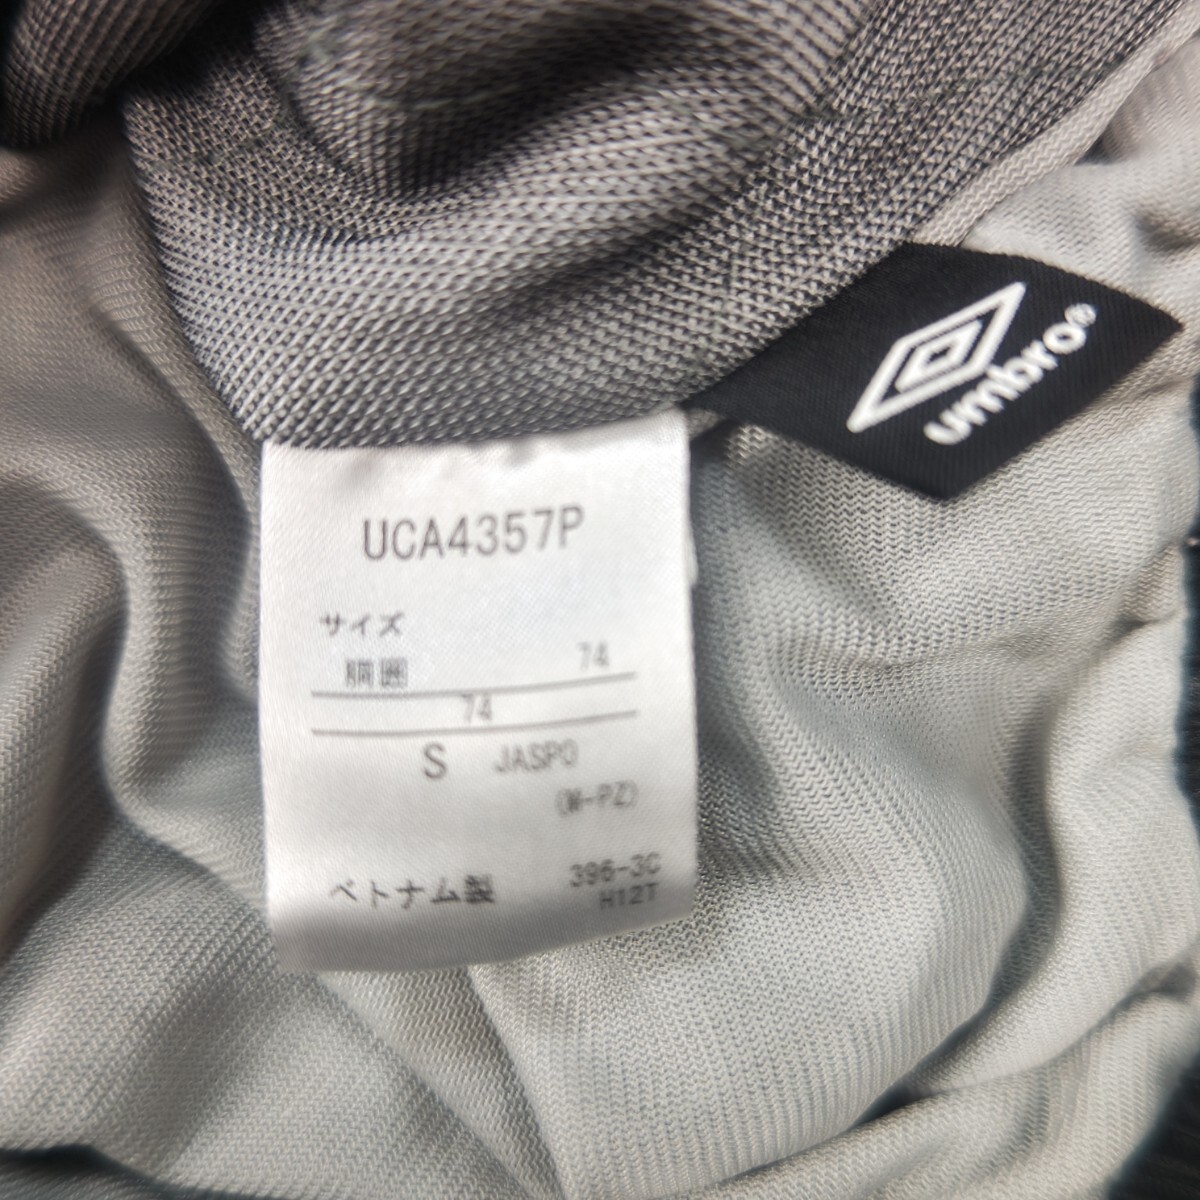 umbro®
UCA4357P
サイズ
胴囲 74
74
S JASPO
(M-PZ)
ベトナム製 396-3C
H12T